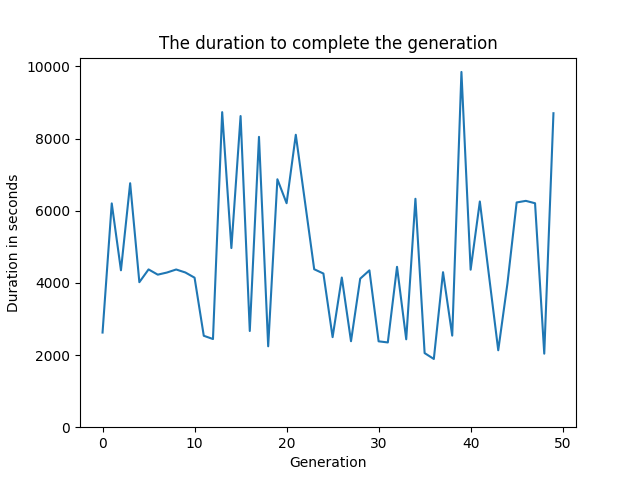 The duration to complete the generation
10000
8000
6000
4000
2000
0
Duration in seconds
0 10 20 30 40 50
Generation